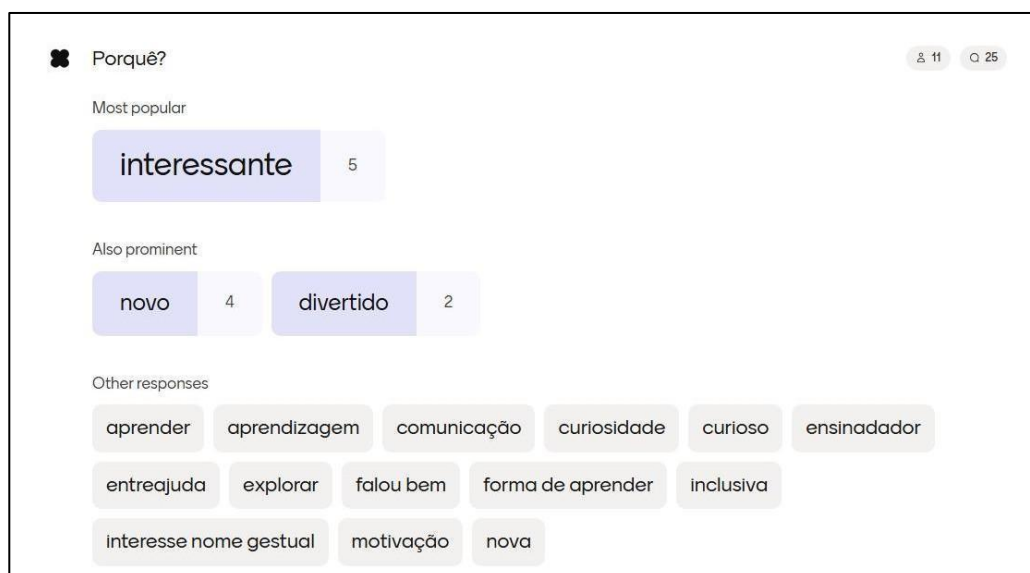 Porquê? 11 25
Most popular
interessante 5
Also prominent
novo 4 divertido 2
Other responses
aprender aprendizagem comunicação curiosidade curioso ensinadador
entreajuda explorar falou bem forma de aprender inclusiva
interesse nome gestual motivação nova